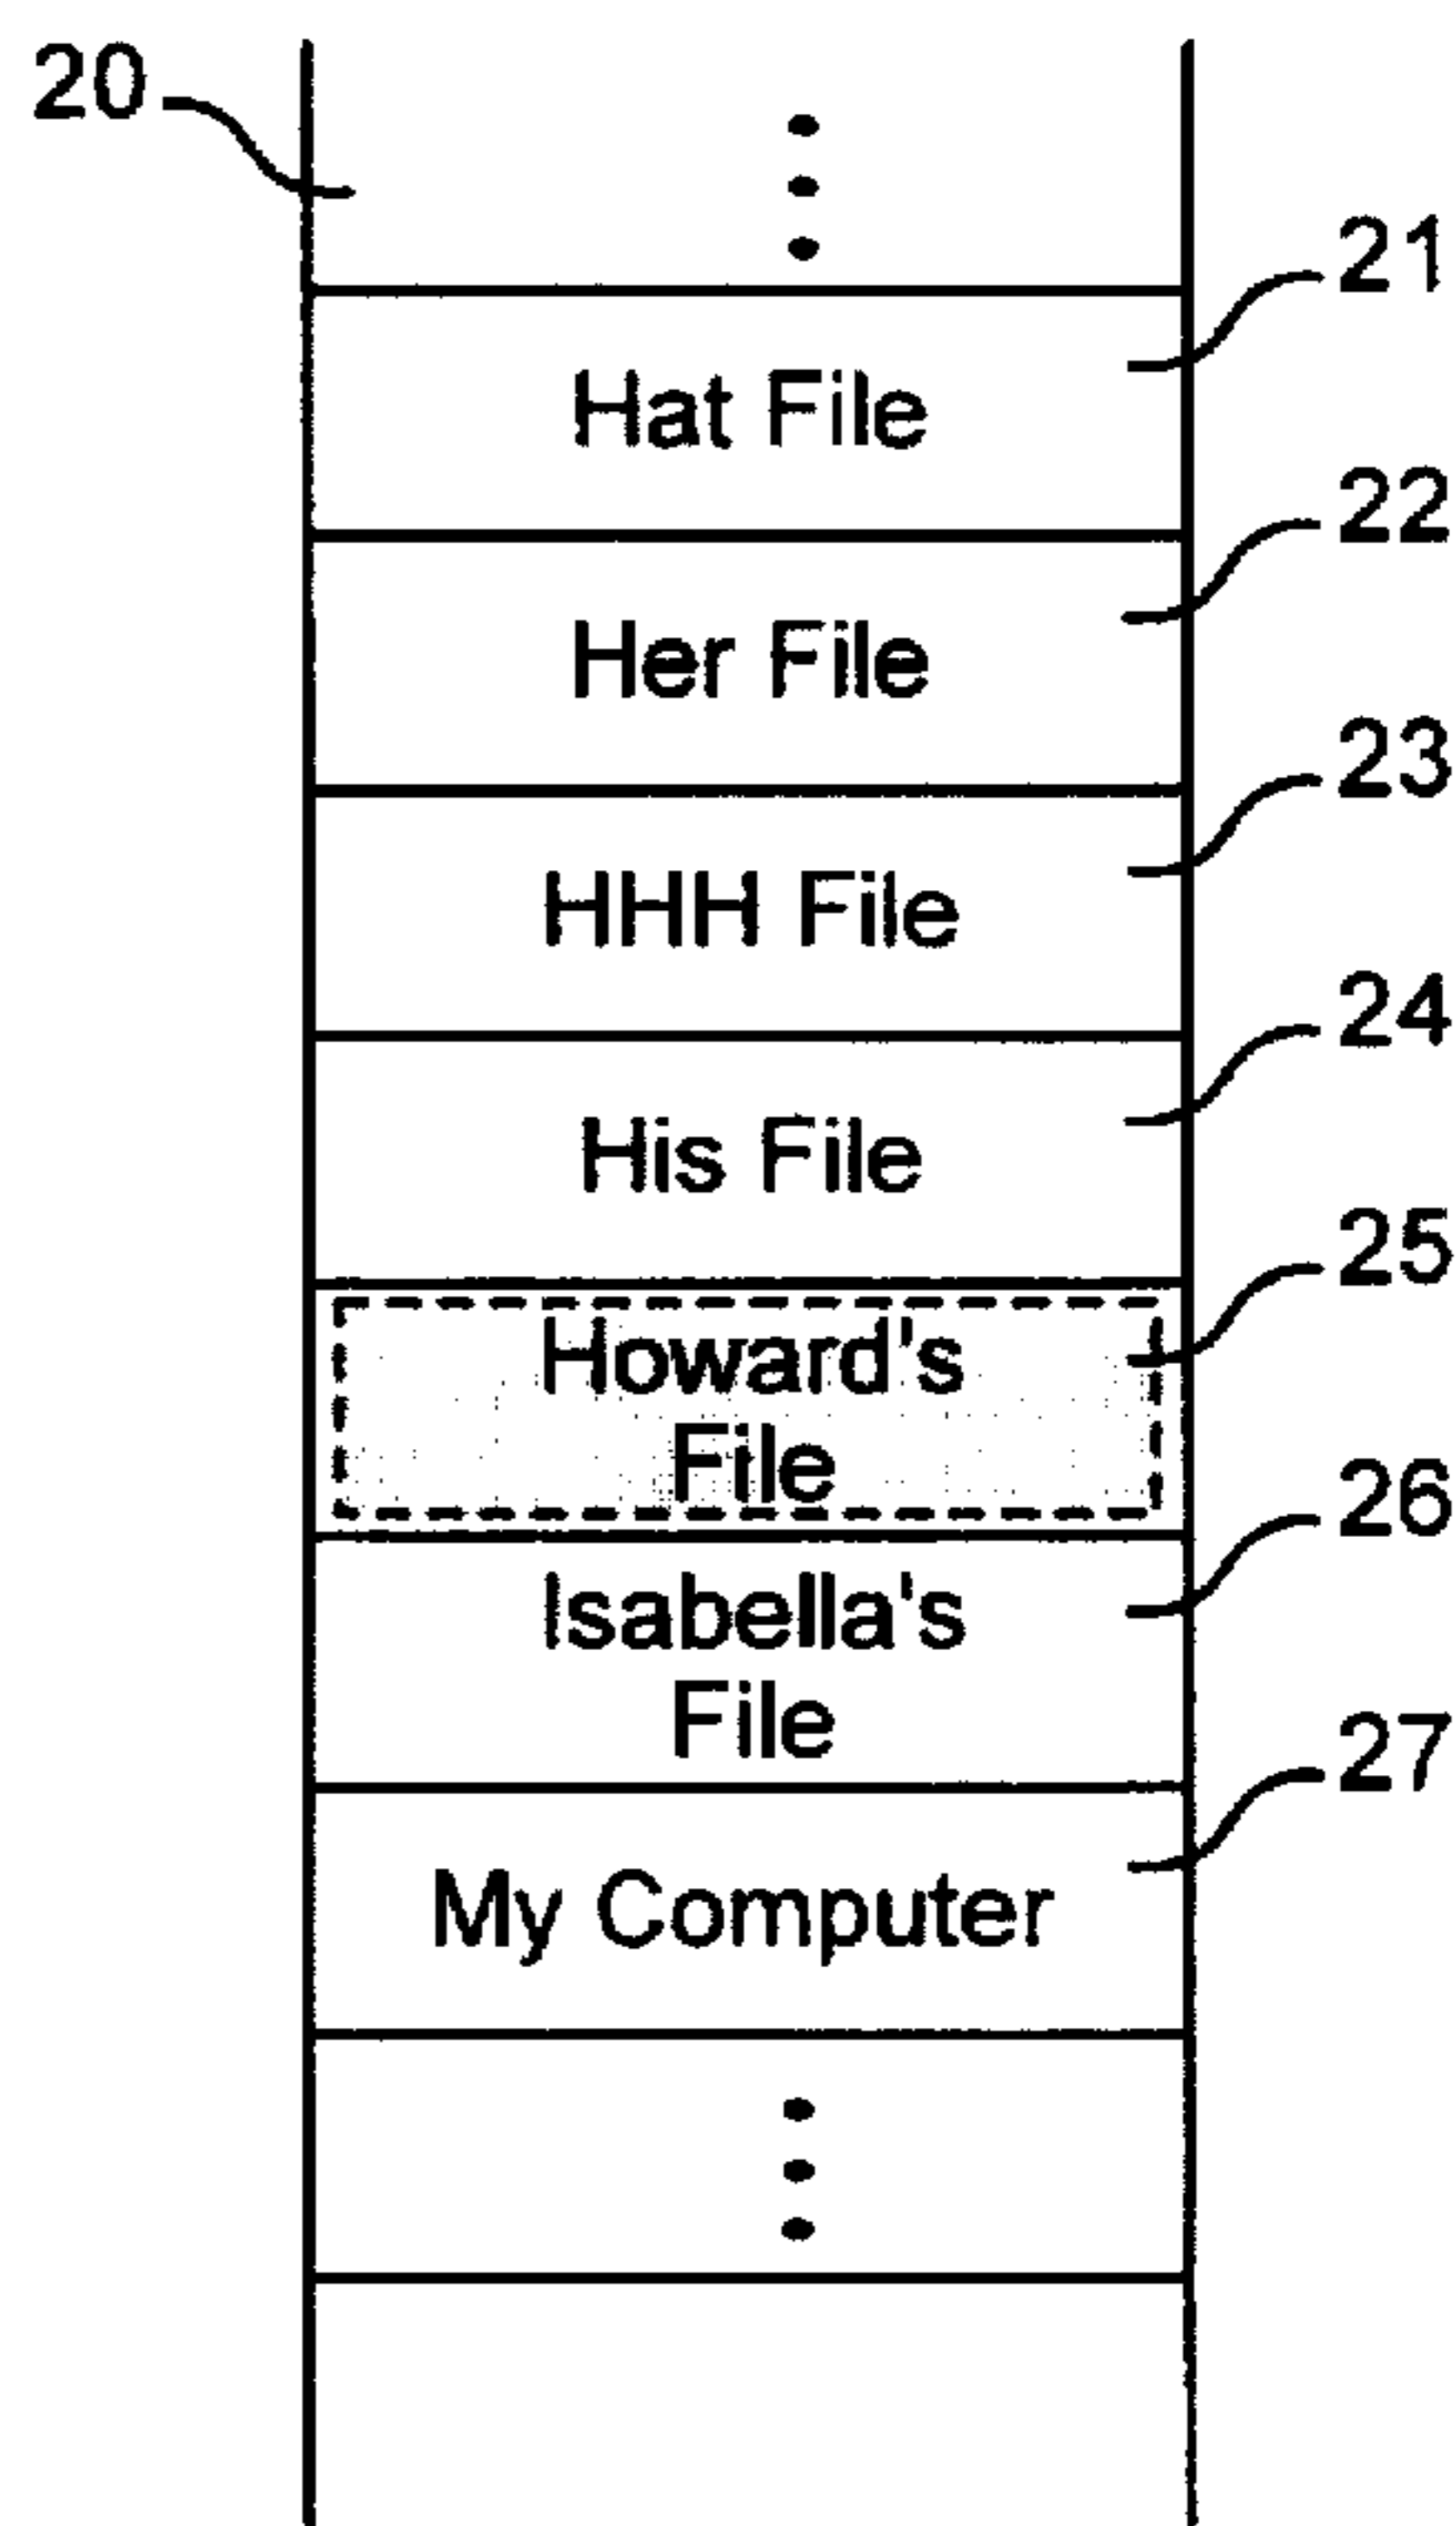 20
21
Hat File
22
Her File
23
HHH File
24
His File
25
Howard's
File
26
Isabella's
File
27
My Computer